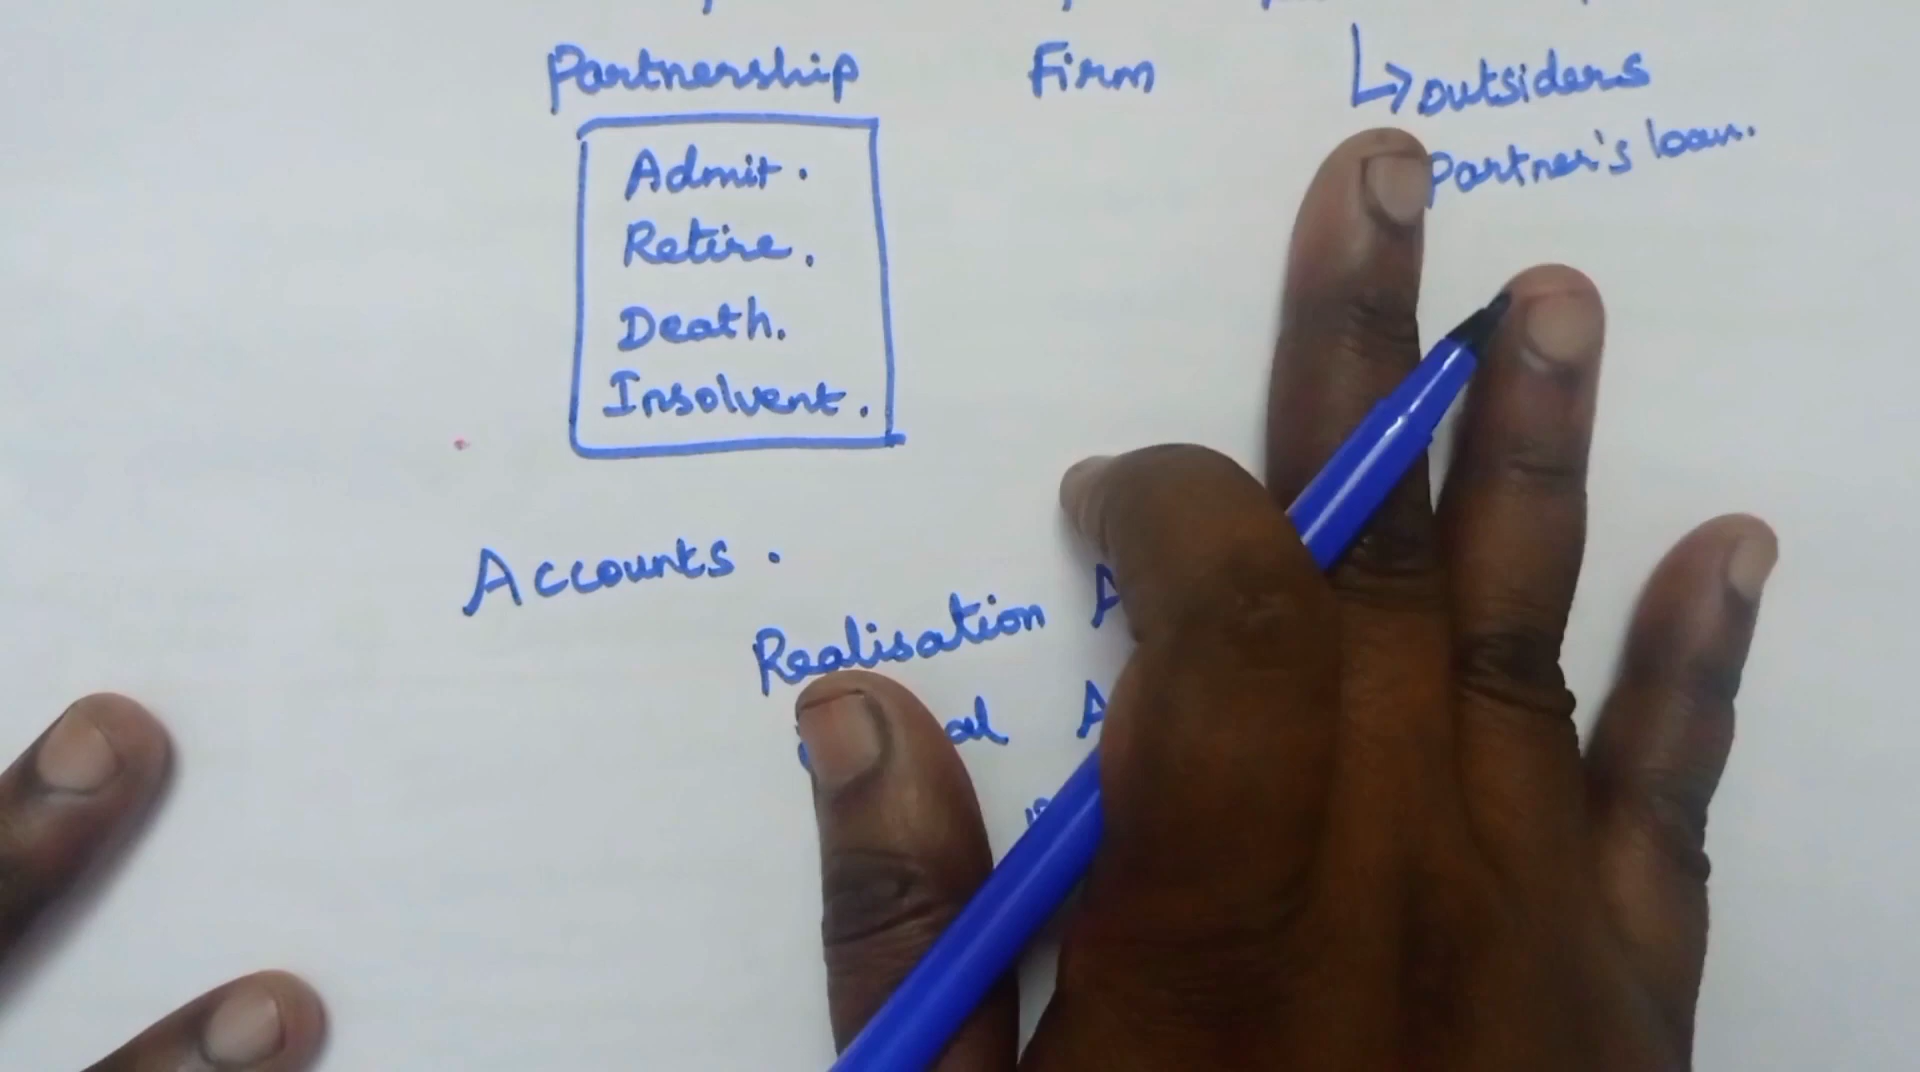 Partnership Firm
↳ outsiders
Partner's loan.
Admit.
Retire.
Death.
Insolvent.
Accounts.
Realisation